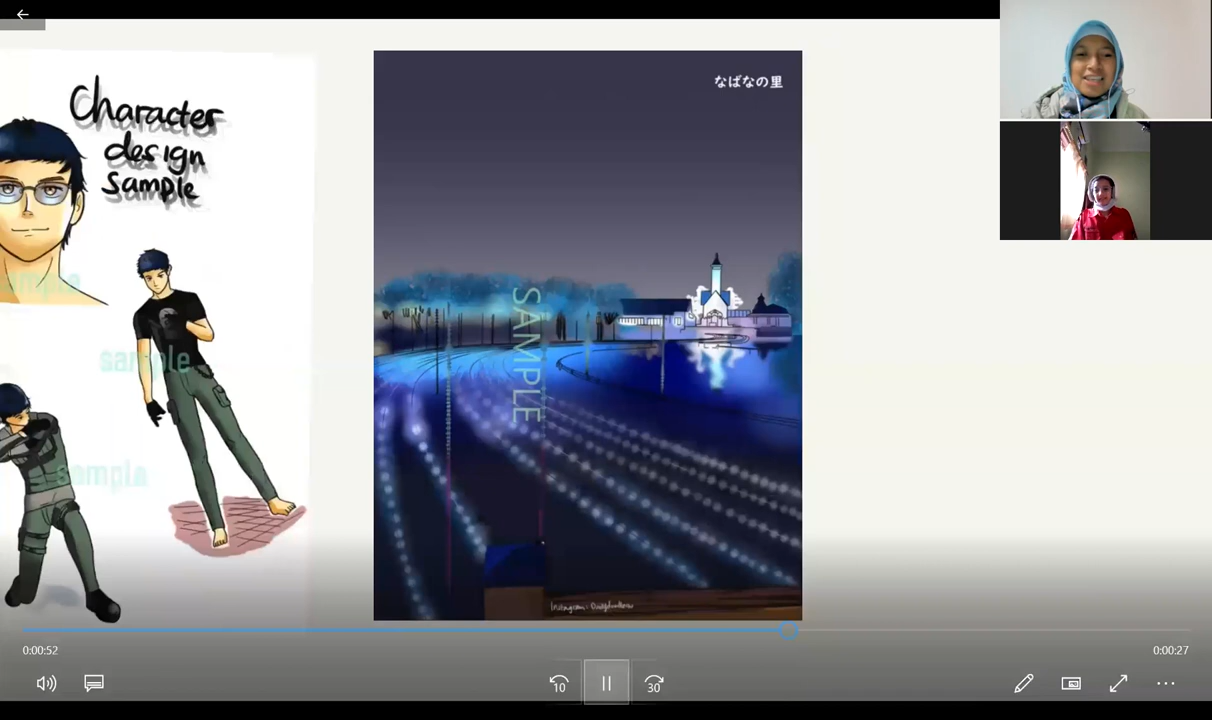 Character
design
Sample
なばなの里
sample
SAMPLE
sample
sample
0:00:52
0:00:27
10
30